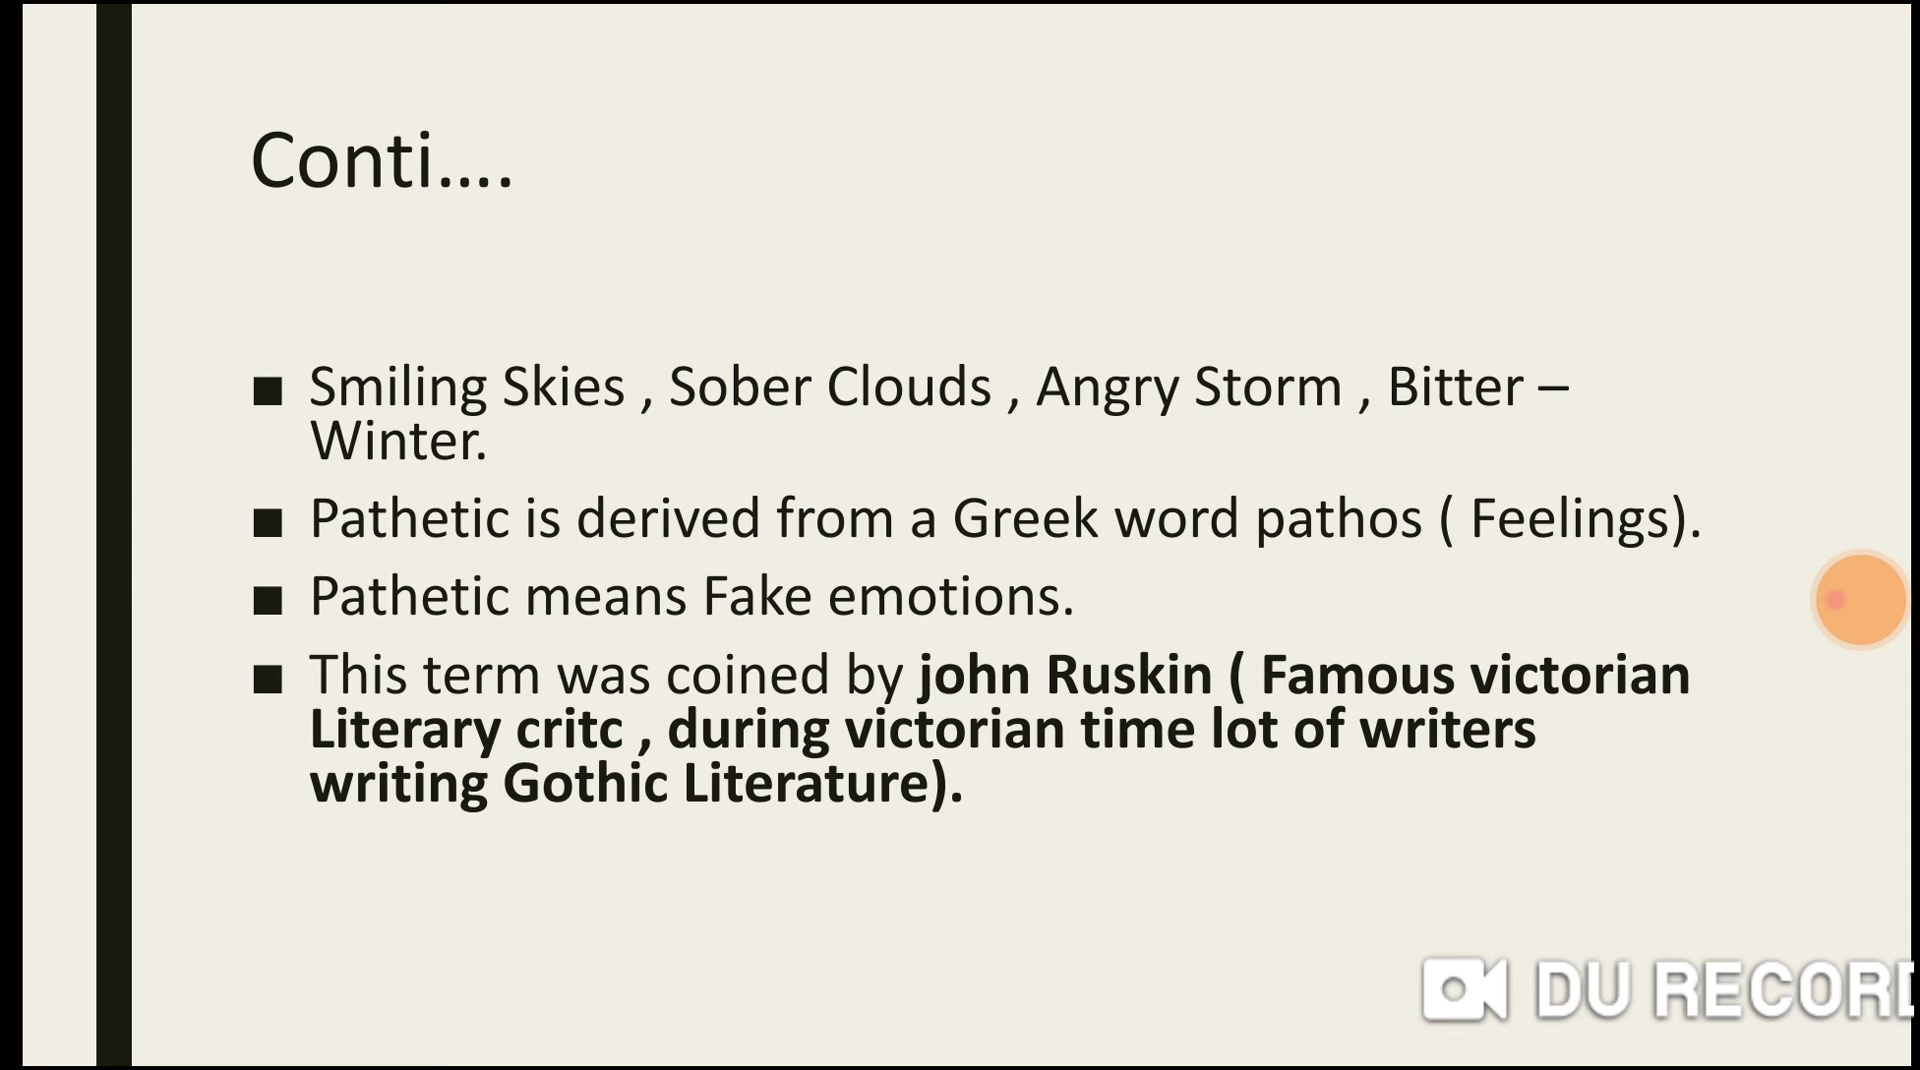 Conti....
■ Smiling Skies , Sober Clouds , Angry Storm , Bitter –
Winter.
■ Pathetic is derived from a Greek word pathos ( Feelings).
■ Pathetic means Fake emotions.
■ This term was coined by john Ruskin ( Famous victorian
Literary critc , during victorian time lot of writers
writing Gothic Literature).
DU RECORD